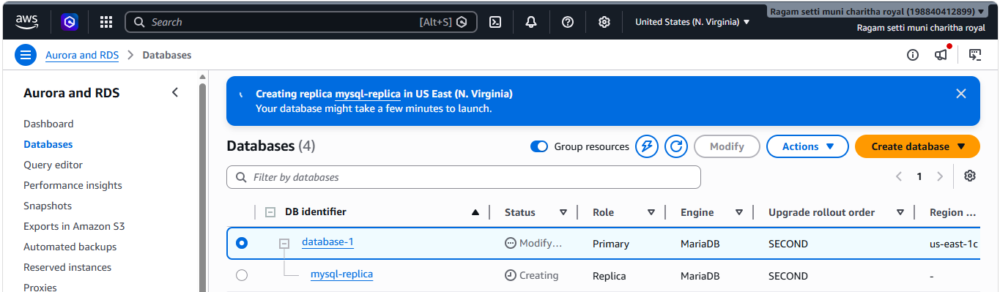 aws
Search [Alt+S]
United States (N. Virginia)
Ragam setti muni charitha royal (198840412899)
Ragam setti muni charitha royal
Aurora and RDS
Databases
Aurora and RDS
Dashboard
Databases
Query editor
Performance insights
Snapshots
Exports in Amazon S3
Automated backups
Reserved instances
Proxies
Creating replica mysql-replica in US East (N. Virginia)
Your database might take a few minutes to launch.
Databases (4)
Group resources
Modify
Actions
Create database
Filter by databases
1
DB identifier Status Role Engine Upgrade rollout order Region ...
database-1 Modify... Primary MariaDB SECOND us-east-1c
mysql-replica Creating Replica MariaDB SECOND -